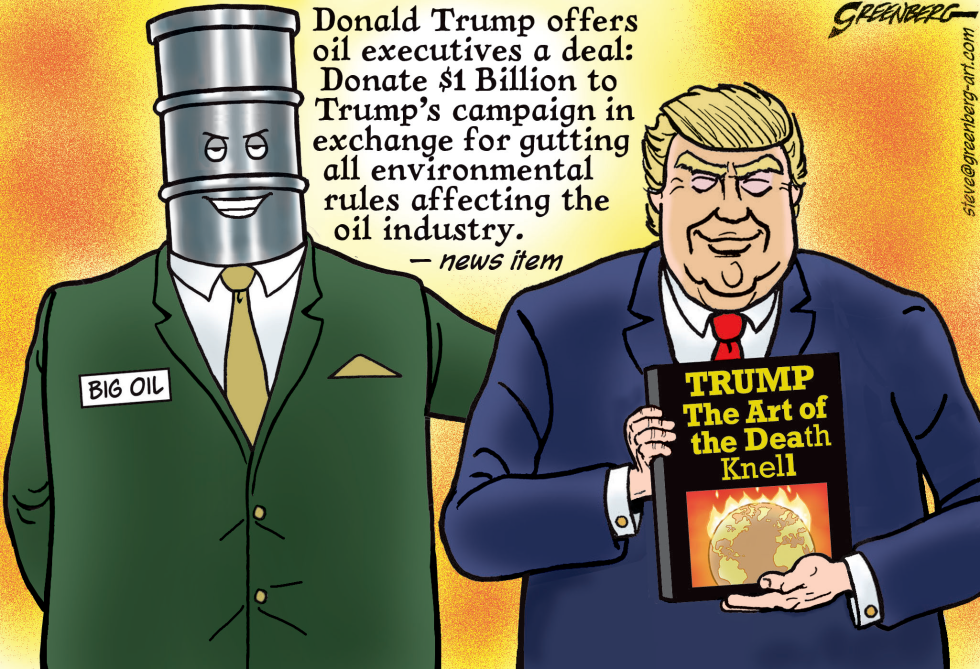 Donald Trump offers
oil executives a deal:
Donate $1 Billion to
Trump's campaign in
exchange for gutting
all environmental
rules affecting the
oil industry.
— news item
GREENBERG
steve@greenberg-art.com
BIG OIL
TRUMP
The Art of
the Death
Knell